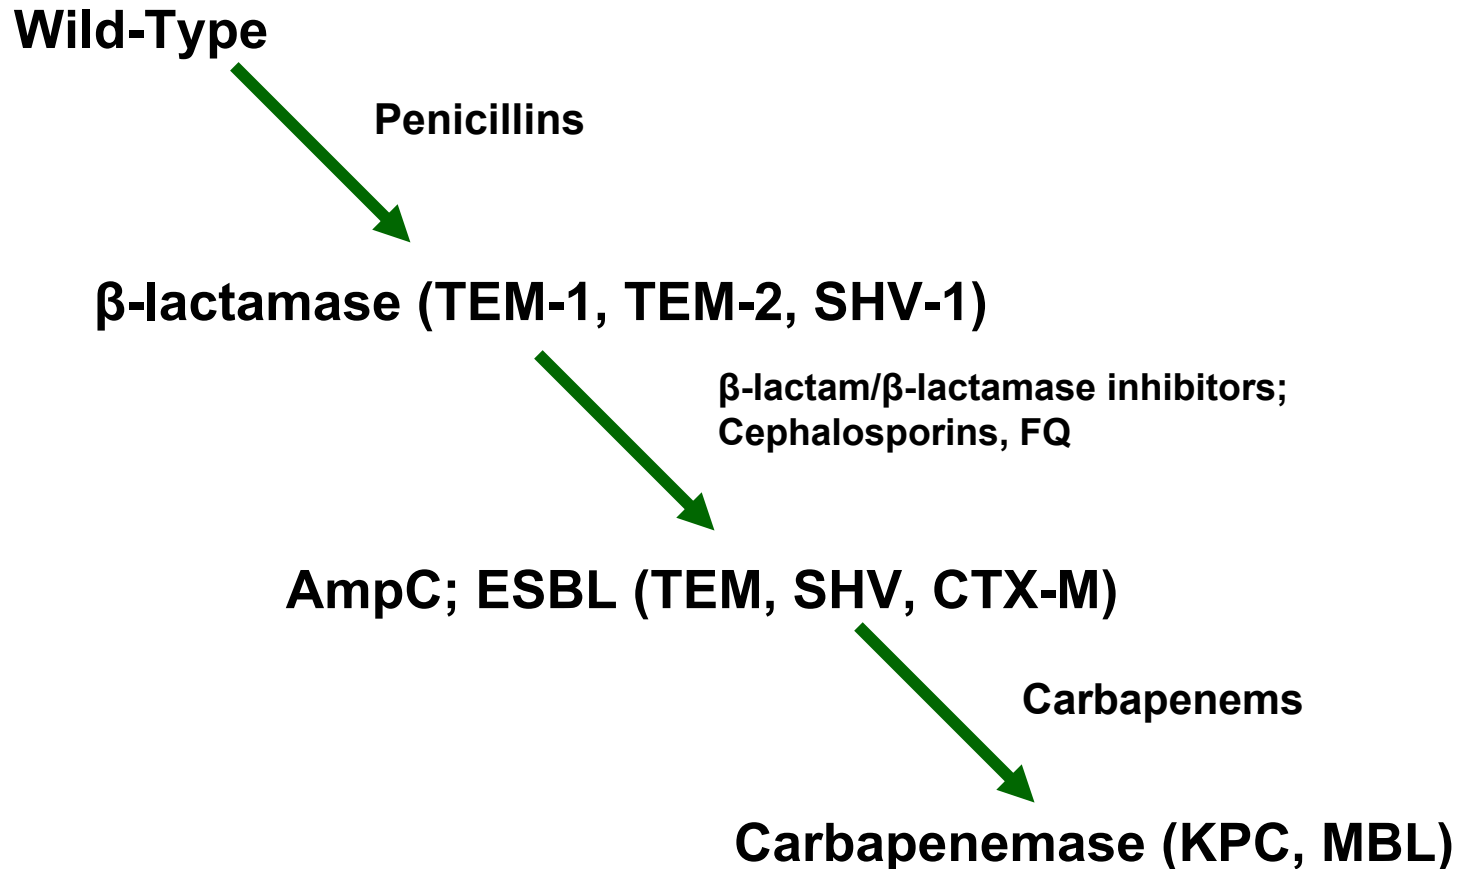 Wild-Type
Penicillins
β-lactamase (TEM-1, TEM-2, SHV-1)
β-lactam/β-lactamase inhibitors;
Cephalosporins, FQ
AmpC; ESBL (TEM, SHV, CTX-M)
Carbapenems
Carbapenemase (KPC, MBL)